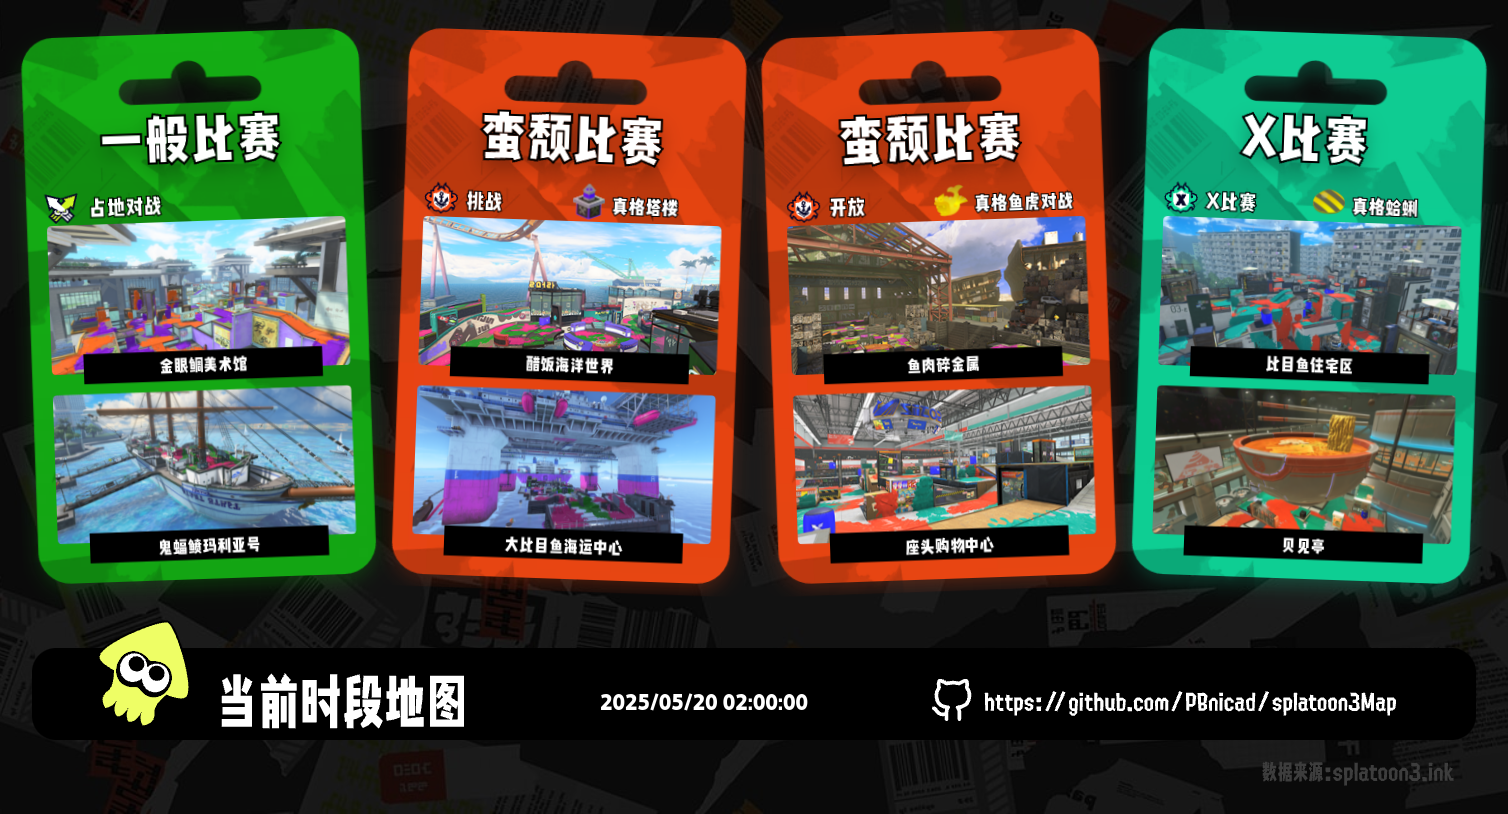 一般比赛
占地对战
金眼鲷美术馆
鬼蝠鲼玛利亚号
蛮颓比赛
挑战
真格塔楼
醋饭海洋世界
大比目鱼海运中心
蛮颓比赛
开放
真格鱼虎对战
鱼肉碎金属
座头购物中心
X比赛
X比赛
真格蛤蜊
比目鱼住宅区
贝见亭
当前时段地图
2025/05/20 02:00:00
https://github.com/PBnicad/splatoon3Map
数据来源:splatoon3.ink